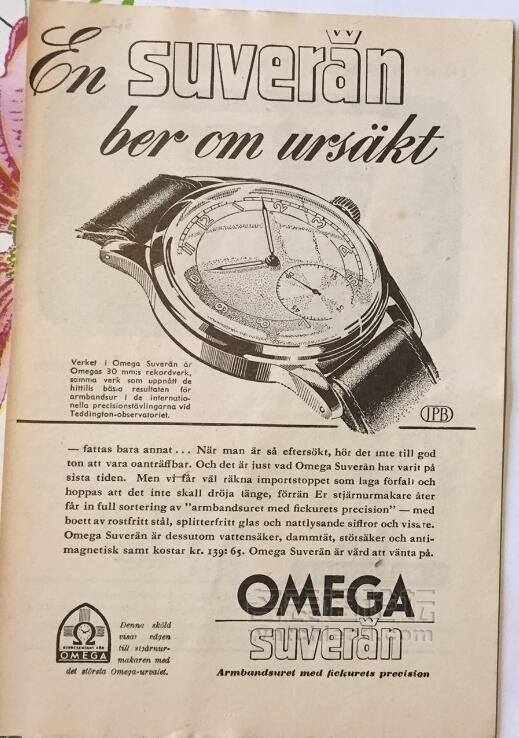 En suverän
ber om ursäkt
Verket i Omega Suverän är
Omegas 30 mm:s rekordverk,
samma verk som uppnått de
hittills bästa resultaten för
armbandsur i de internatio-
nella precisionstävlingarna vid
Teddington-observatoriet.
IPB
— fattas bara annat... När man är så eftersökt, hör det inte till god
ton att vara oanträffbar. Och det är just vad Omega Suverän har varit på
sista tiden. Men vi får väl räkna importstoppet som laga förfall och
hoppas att det inte skall dröja länge, förrän Er stjärnurmakare åter
får in full sortering av "armbandsuret med fickurets precision" — med
boett av rostfritt stål, splitterfritt glas och nattlysande siffror och visare.
Omega Suverän är dessutom vattensäker, dammtät, stötsäker och anti-
magnetisk samt kostar kr. 139:65. Omega Suverän är värd att vänta på.
OMEGA
suverän
Armbandsuret med fickurets precision
REPRESENTANT FÖR
OMEGA
Denna sköld
visar vägen
till stjärnur-
makaren med
det största Omega-urvalet.